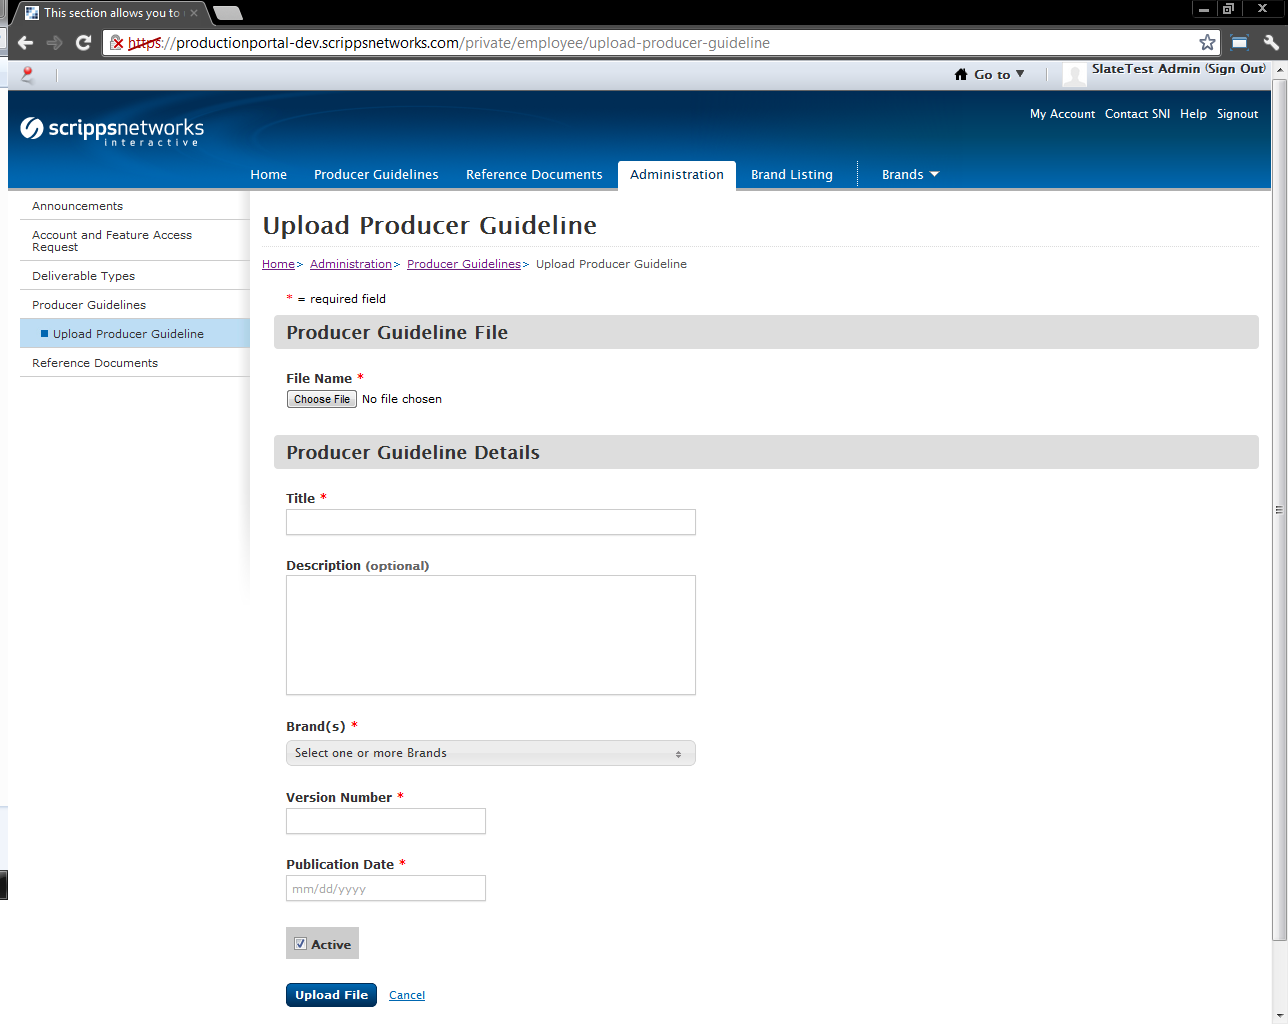 This section allows you to
https://productionportal-dev.scrippsnetworks.com/private/employee/upload-producer-guideline
Go to
SlateTest Admin (Sign Out)
My Account Contact SNI Help Signout
scrippsnetworks
interactive
Home Producer Guidelines Reference Documents Administration Brand Listing Brands
Announcements
Account and Feature Access
Request
Deliverable Types
Producer Guidelines
Upload Producer Guideline
Reference Documents
Upload Producer Guideline
Home> Administration> Producer Guidelines> Upload Producer Guideline
* = required field
Producer Guideline File
File Name *
Choose File No file chosen
Producer Guideline Details
Title *
Description (optional)
Brand(s) *
Select one or more Brands
Version Number *
Publication Date *
mm/dd/yyyy
Active
Upload File Cancel